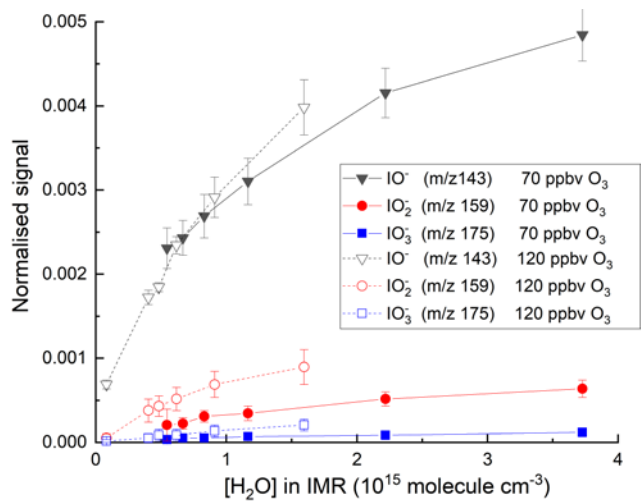 0.005
0.004
0.003
0.002
0.001
0.000
0
1
2
3
4
Normalised signal
[H₂O] in IMR (10¹⁵ molecule cm⁻³)
IO⁻ (m/z143) 70 ppbv O₃
IO₂⁻ (m/z 159) 70 ppbv O₃
IO₃⁻ (m/z 175) 70 ppbv O₃
IO⁻ (m/z 143) 120 ppbv O₃
IO₂⁻ (m/z 159) 120 ppbv O₃
IO₃⁻ (m/z 175) 120 ppbv O₃